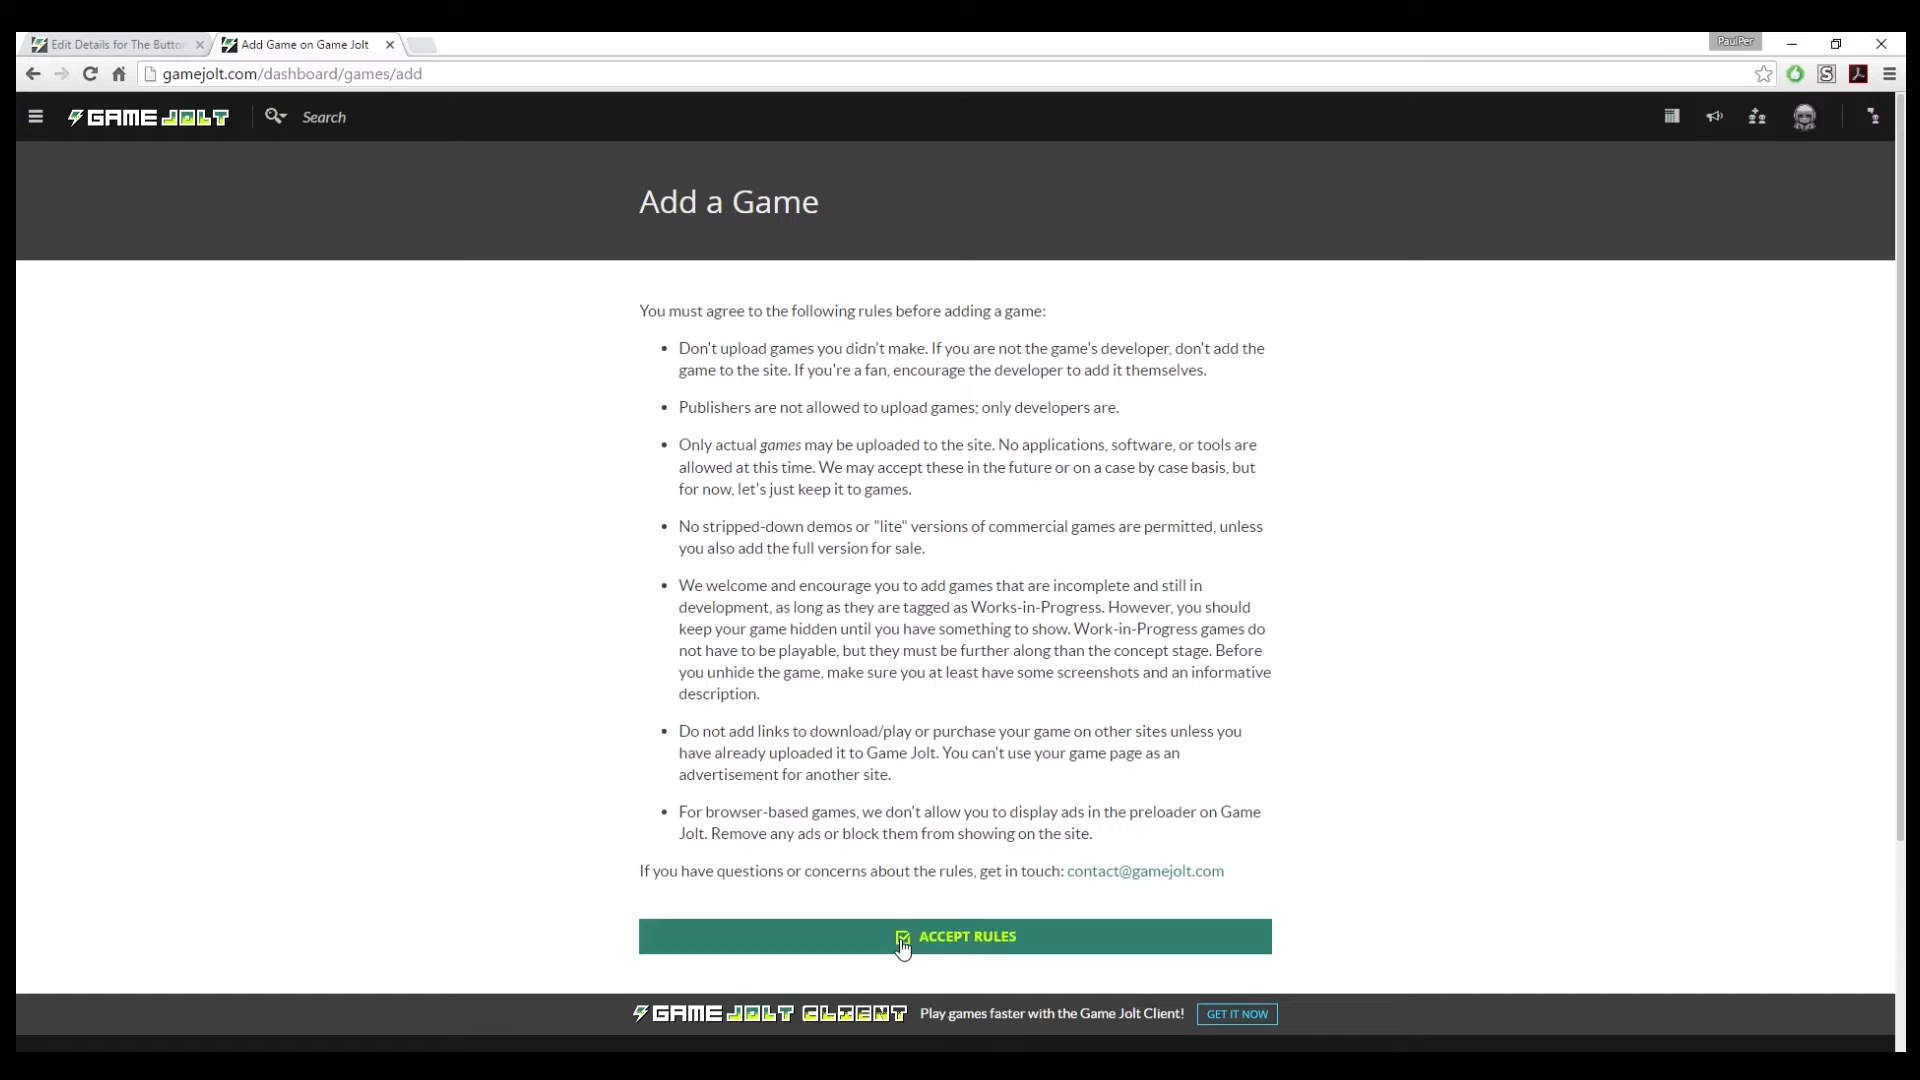 Edit Details for The Button
Add Game on Game Jolt
PaulPer
gamejolt.com/dashboard/games/add
GAME JOLT
Search
Add a Game
You must agree to the following rules before adding a game:
• Don't upload games you didn't make. If you are not the game's developer, don't add the
game to the site. If you're a fan, encourage the developer to add it themselves.
• Publishers are not allowed to upload games; only developers are.
• Only actual games may be uploaded to the site. No applications, software, or tools are
allowed at this time. We may accept these in the future or on a case by case basis, but
for now, let's just keep it to games.
• No stripped-down demos or "lite" versions of commercial games are permitted, unless
you also add the full version for sale.
• We welcome and encourage you to add games that are incomplete and still in
development, as long as they are tagged as Works-in-Progress. However, you should
keep your game hidden until you have something to show. Work-in-Progress games do
not have to be playable, but they must be further along than the concept stage. Before
you unhide the game, make sure you at least have some screenshots and an informative
description.
• Do not add links to download/play or purchase your game on other sites unless you
have already uploaded it to Game Jolt. You can't use your game page as an
advertisement for another site.
• For browser-based games, we don't allow you to display ads in the preloader on Game
Jolt. Remove any ads or block them from showing on the site.
If you have questions or concerns about the rules, get in touch: contact@gamejolt.com
ACCEPT RULES
GAME JOLT CLIENT Play games faster with the Game Jolt Client! GET IT NOW